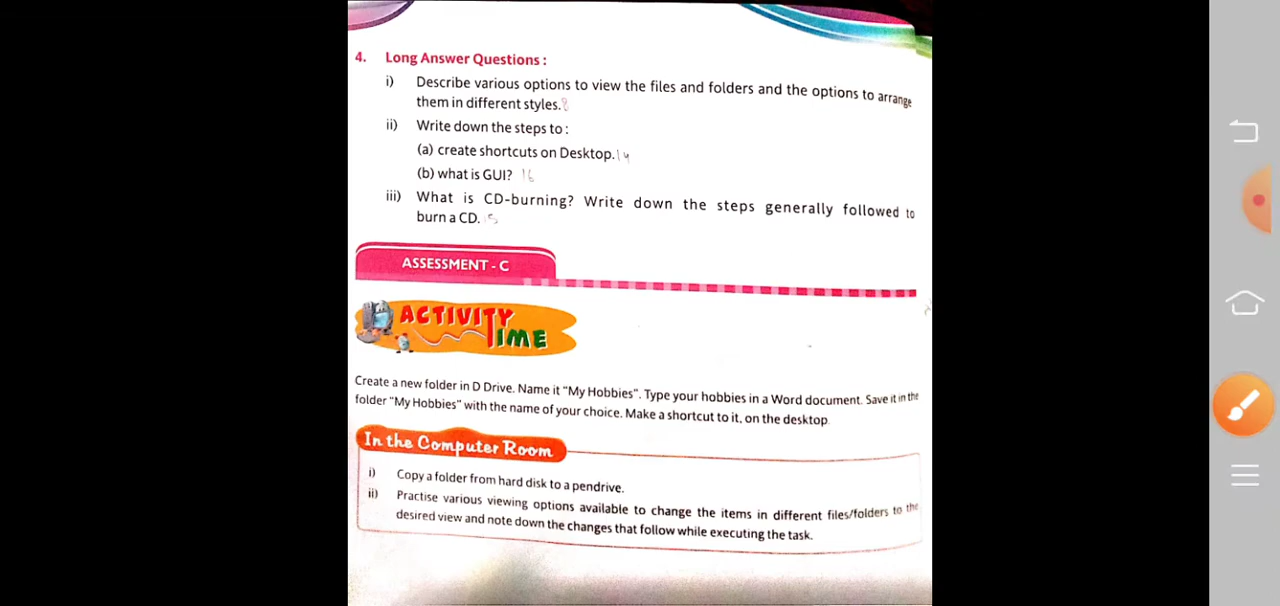 4. Long Answer Questions :
i) Describe various options to view the files and folders and the options to arrange
them in different styles. 8
ii) Write down the steps to :
(a) create shortcuts on Desktop. 14
(b) what is GUI? 16
iii) What is CD-burning? Write down the steps generally followed to
burn a CD. 15
ASSESSMENT - C
ACTIVITY
TIME
Create a new folder in D Drive. Name it "My Hobbies". Type your hobbies in a Word document. Save it in the
folder "My Hobbies" with the name of your choice. Make a shortcut to it, on the desktop.
In the Computer Room
i) Copy a folder from hard disk to a pendrive.
ii) Practise various viewing options available to change the items in different files/folders to the
desired view and note down the changes that follow while executing the task.